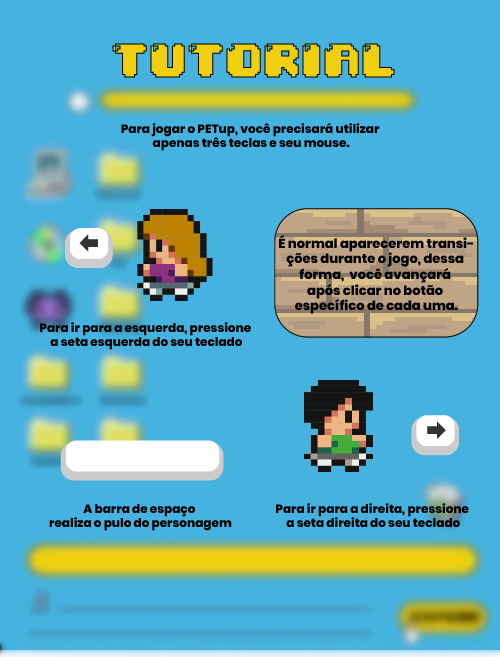 TUTORIAL
Para jogar o PETup, você precisará utilizar
apenas três teclas e seu mouse.
É normal aparecerem transi-
ções durante o jogo, dessa
forma, você avançará
após clicar no botão
específico de cada uma.
Para ir para a esquerda, pressione
a seta esquerda do seu teclado
A barra de espaço
realiza o pulo do personagem
Para ir para a direita, pressione
a seta direita do seu teclado